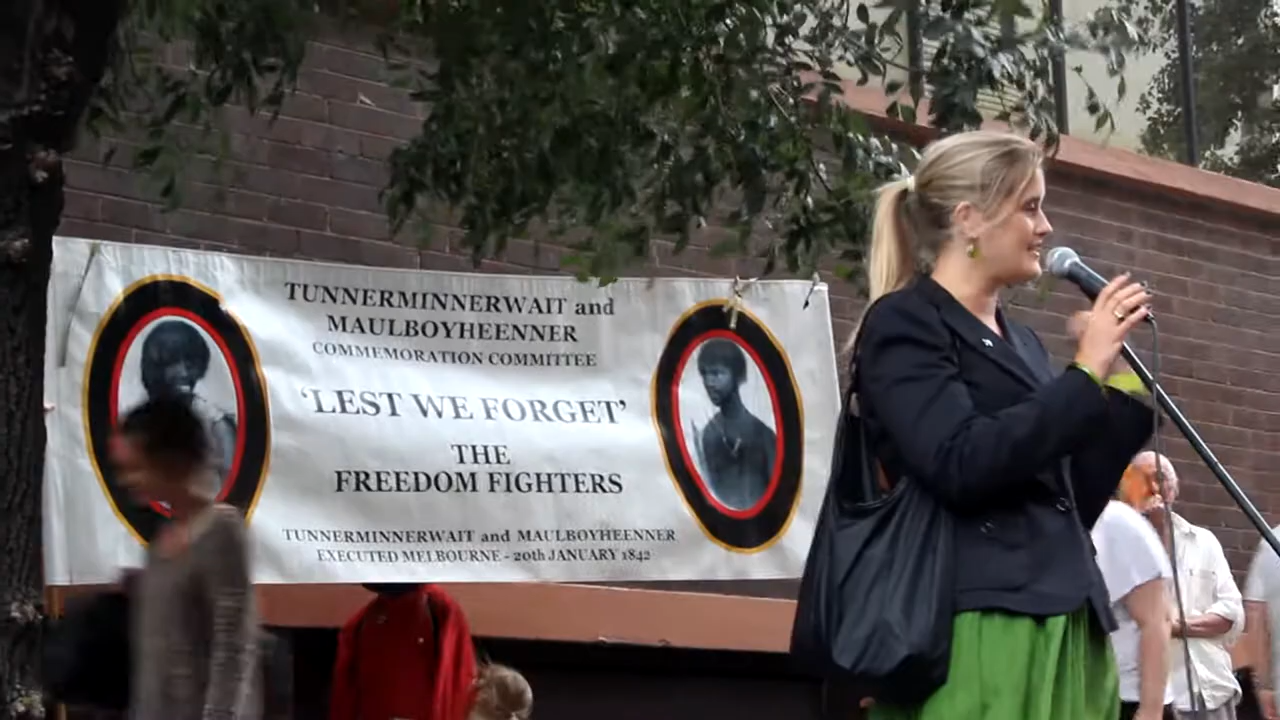 TUNNERMINNERWAIT and
MAULBOYHEENNER
COMMEMORATION COMMITTEE
'LEST WE FORGET'
THE
FREEDOM FIGHTERS
TUNNERMINNERWAIT and MAULBOYHEENNER
EXECUTED MELBOURNE - 20th JANUARY 1842